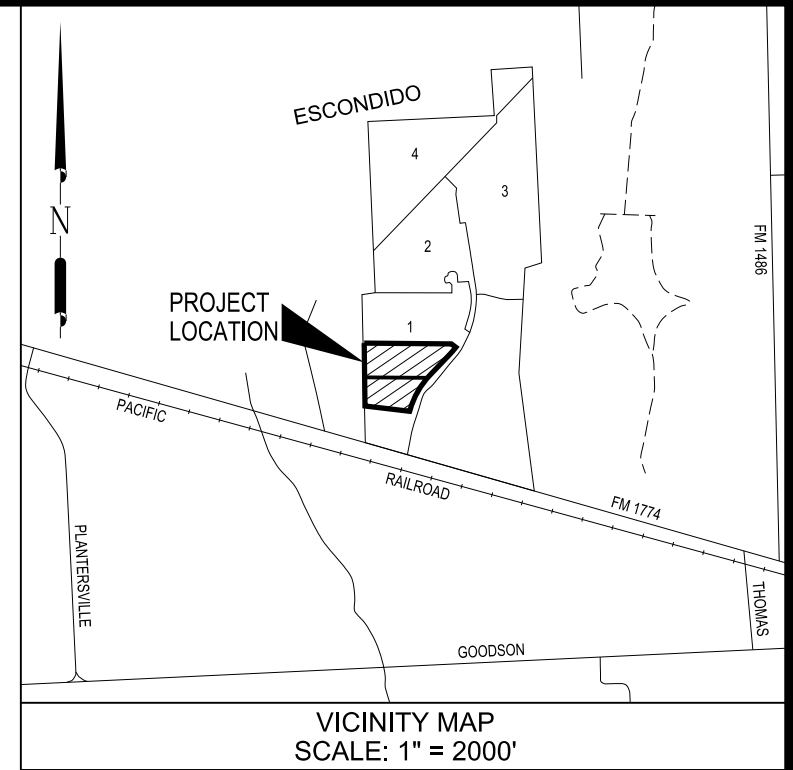 ESCONDIDO
4
3
N
2
FM 1486
PROJECT
LOCATION
1
PACIFIC
RAILROAD
FM 1774
PLANTERSVILLE
THOMAS
GOODSON
VICINITY MAP
SCALE: 1" = 2000'